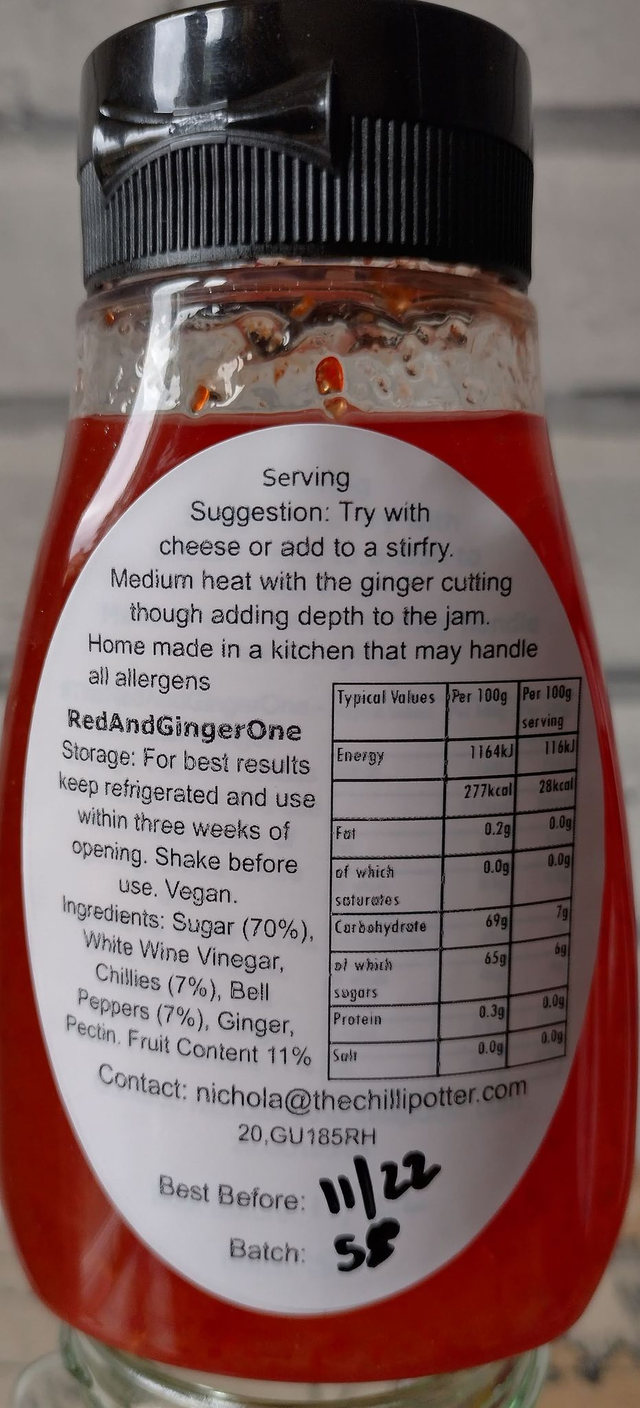 Serving
Suggestion: Try with
cheese or add to a stirfry.
Medium heat with the ginger cutting
though adding depth to the jam.
Home made in a kitchen that may handle
all allergens
RedAndGingerOne
Storage: For best results
keep refrigerated and use
within three weeks of
opening. Shake before
use. Vegan.
Ingredients: Sugar (70%),
White Wine Vinegar,
Chillies (7%), Bell
Peppers (7%), Ginger,
Pectin. Fruit Content 11%
Typical Values Per 100g Per 100g serving
Energy 1164kJ 116kJ
277kcal 28kcal
Fat 0.2g 0.0g
of which saturates 0.0g 0.0g
Carbohydrate 69g 7g
of which sugars 65g 6g
Protein 0.3g 0.0g
Salt 0.0g 0.0g
Contact: nichola@thechillipotter.com
20,GU185RH
Best Before: 11/22
Batch: